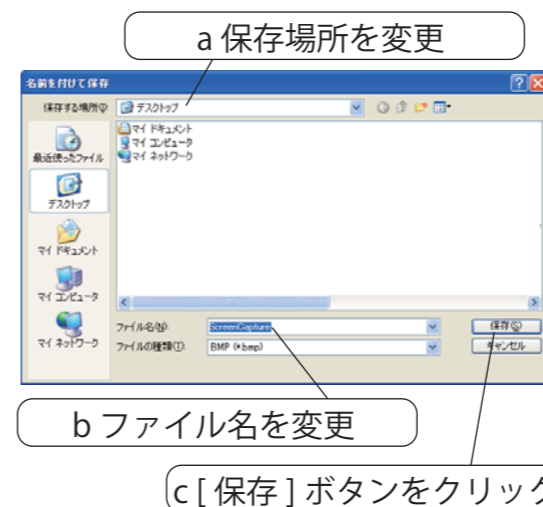 a 保存場所を変更
名前を付けて保存
保存する場所(I):
デスクトップ
マイ ドキュメント
マイ コンピュータ
マイ ネットワーク
最近使ったファイル
デスクトップ
マイ ドキュメント
マイ コンピュータ
マイ ネットワーク
ファイル名(N):
ScreenCapture
保存(S)
ファイルの種類(T):
BMP (*.bmp)
キャンセル
b ファイル名を変更
c [ 保存 ] ボタンをクリック